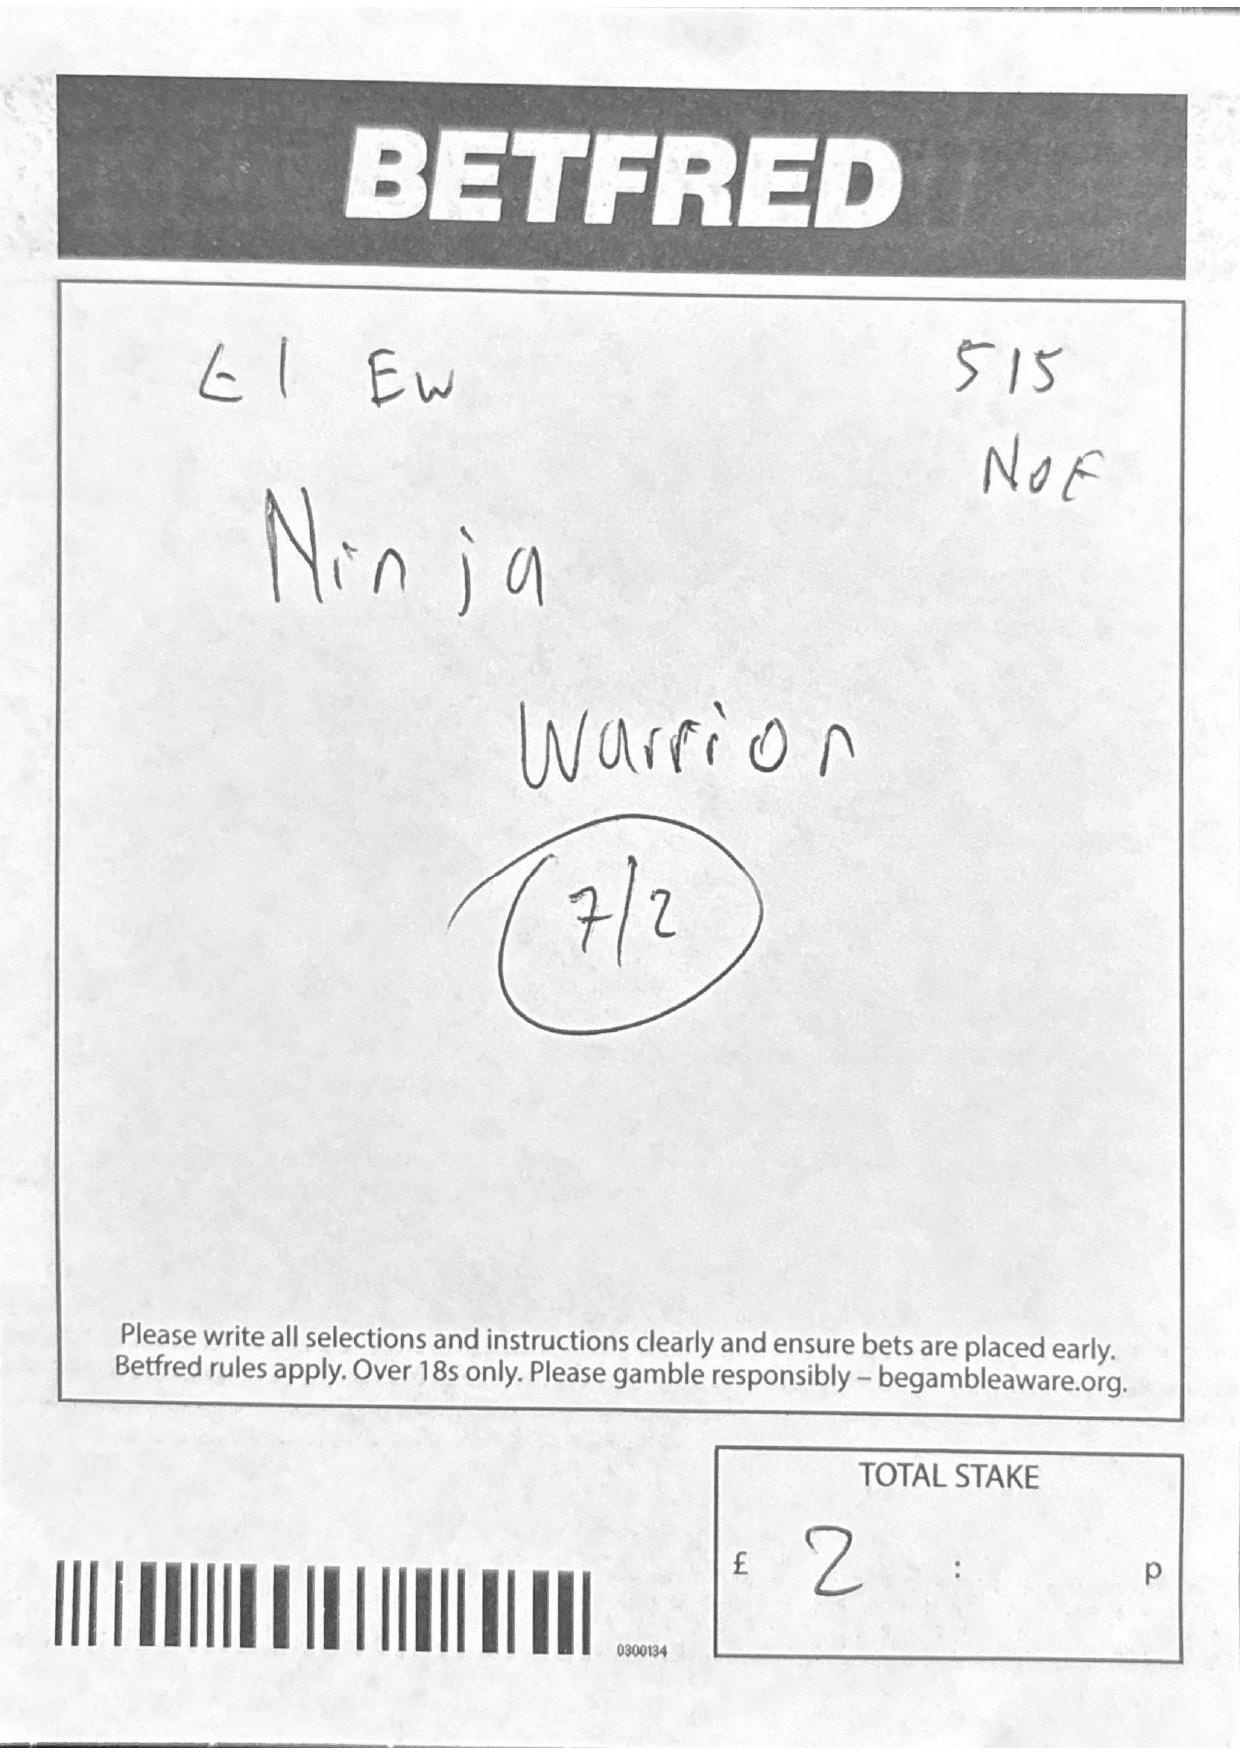 BETFRED
£1 EW 515
NOE
Ninja
Warrior
7/2
Please write all selections and instructions clearly and ensure bets are placed early.
Betfred rules apply. Over 18s only. Please gamble responsibly – begambleaware.org.
TOTAL STAKE
£ 2 : p
0300134